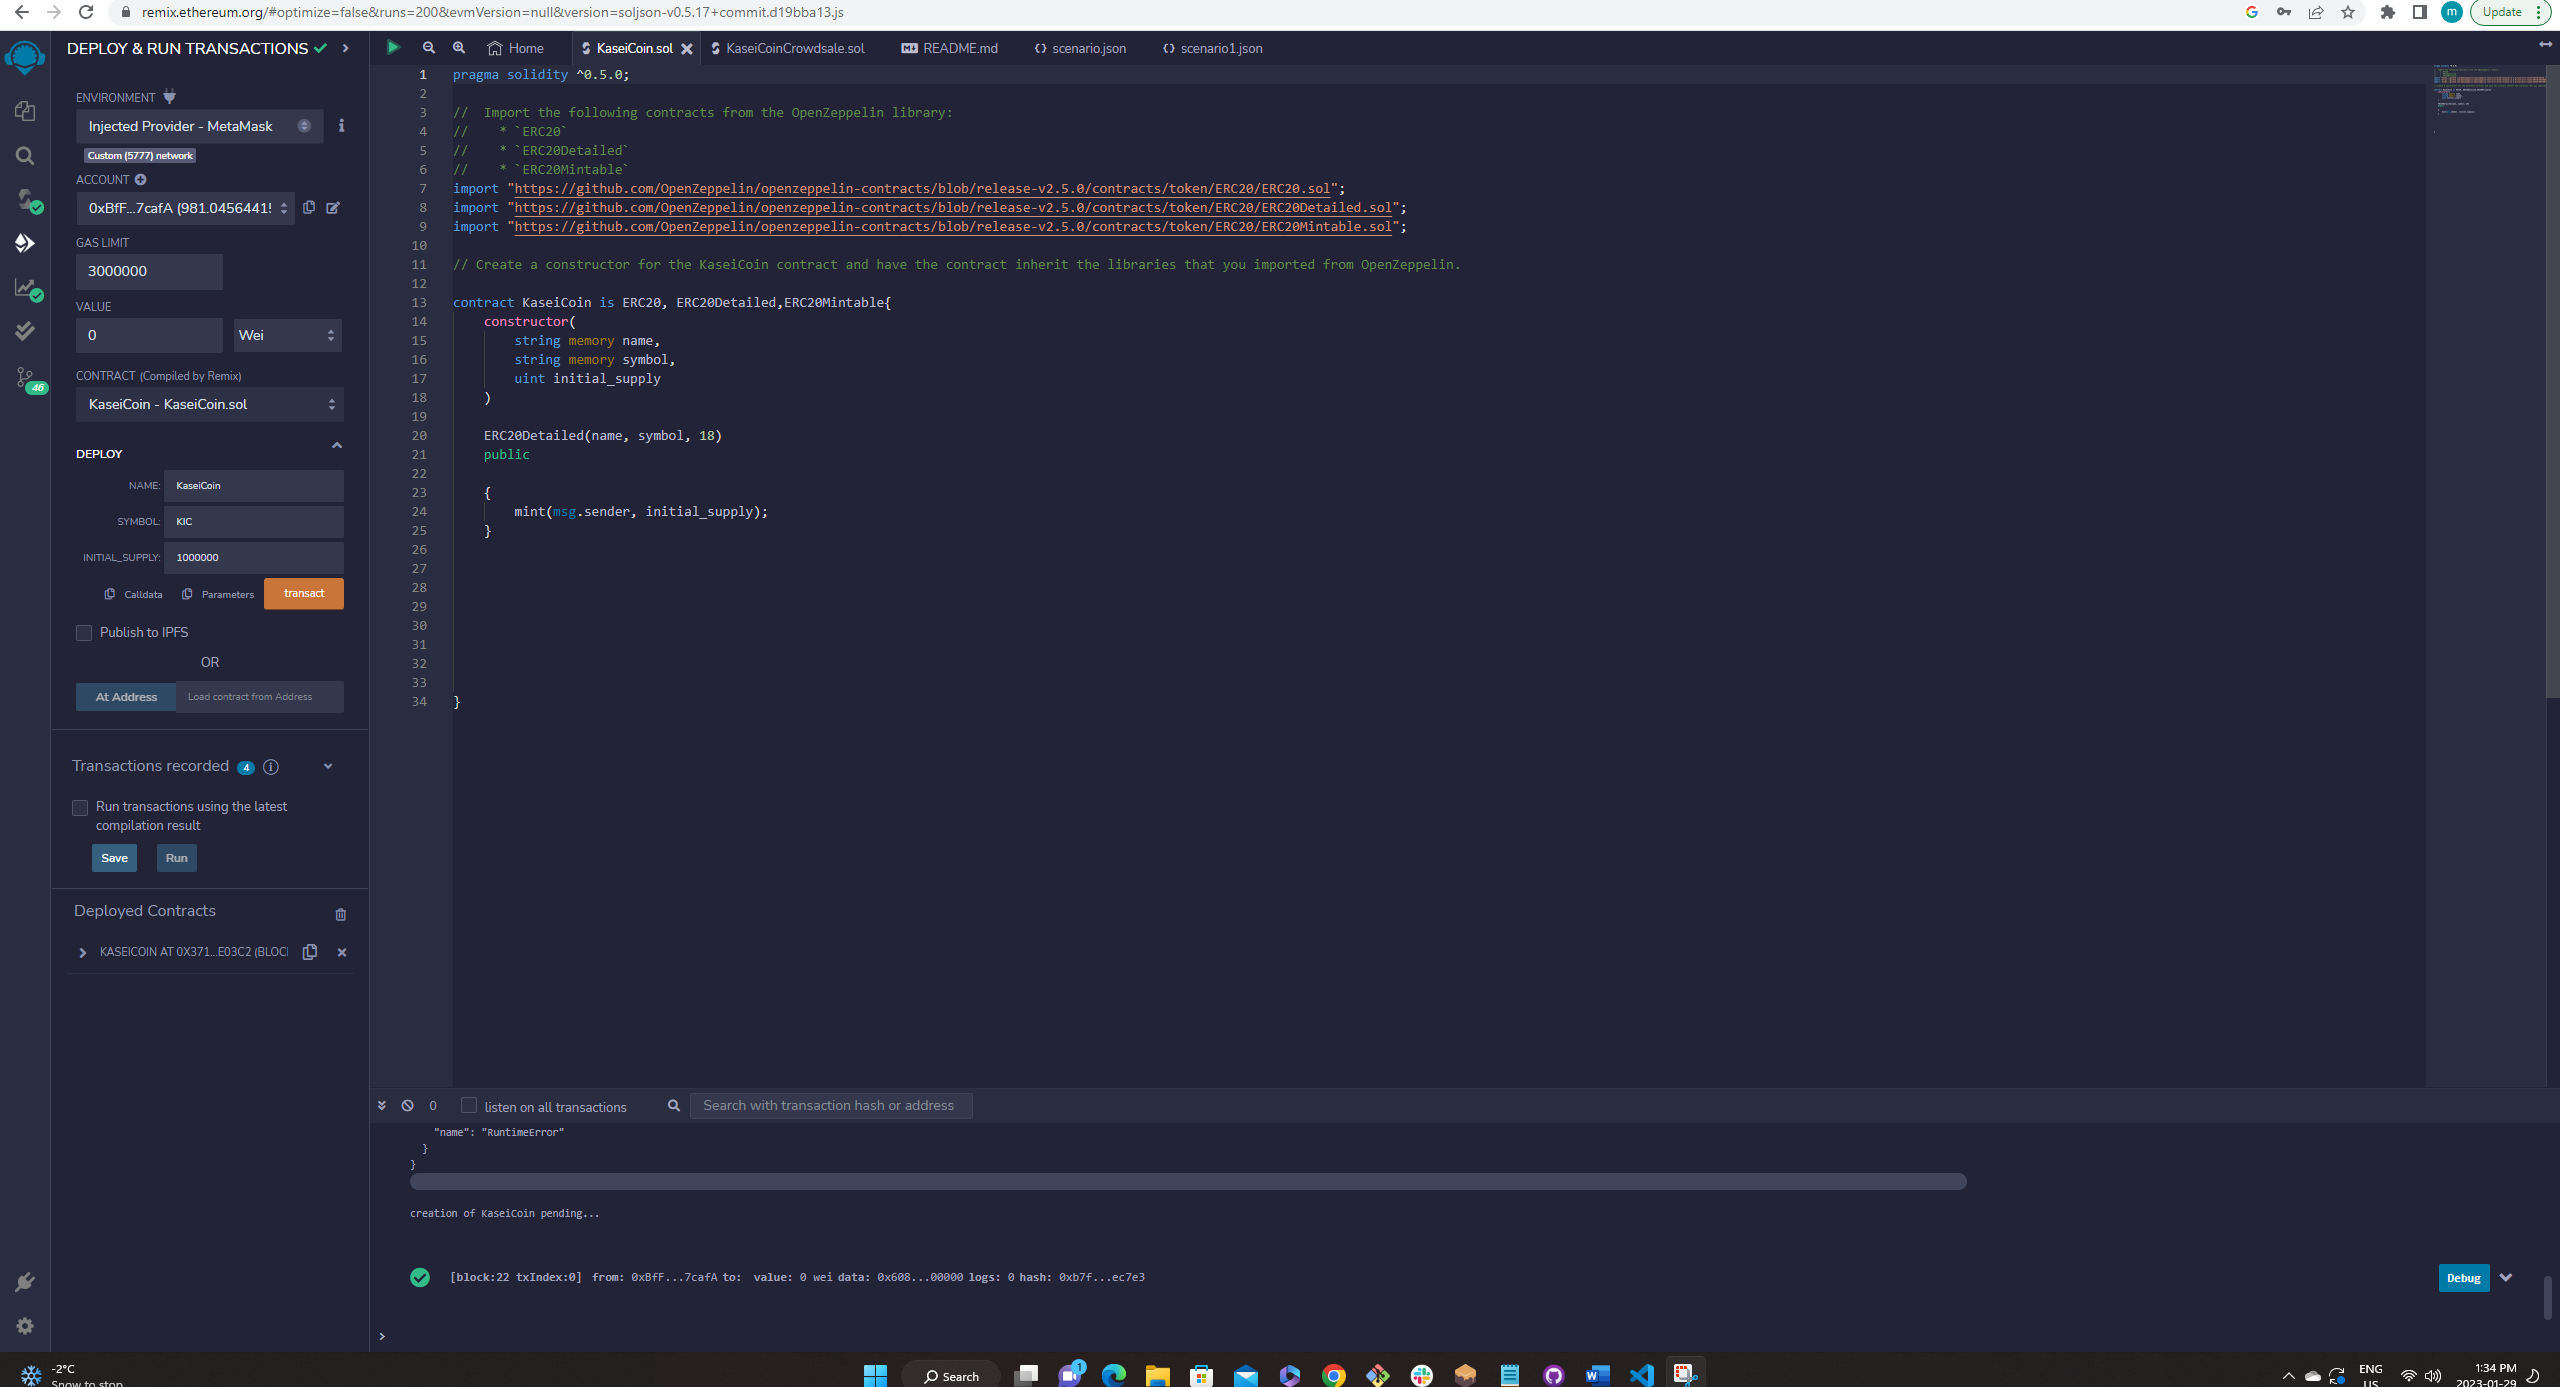 remix.ethereum.org/#optimize=false&runs=200&evmVersion=null&version=soljson-v0.5.17+commit.d19bba13.js
m
Update
DEPLOY & RUN TRANSACTIONS
Home
KaseiCoin.sol
KaseiCoinCrowdsale.sol
README.md
scenario.json
scenario1.json
ENVIRONMENT
Injected Provider - MetaMask
Custom (5777) network
ACCOUNT
0xBfF...7cafA (981.0456441!
GAS LIMIT
3000000
VALUE
0
Wei
CONTRACT (Compiled by Remix)
KaseiCoin - KaseiCoin.sol
DEPLOY
NAME: KaseiCoin
SYMBOL: KIC
INITIAL_SUPPLY: 1000000
Calldata Parameters transact
Publish to IPFS
OR
At Address Load contract from Address
Transactions recorded 4
Run transactions using the latest
compilation result
Save Run
Deployed Contracts
KASEICOIN AT 0X371...E03C2 (BLOCI
46
1 pragma solidity ^0.5.0;
2
3 //  Import the following contracts from the OpenZeppelin library:
4 //    * `ERC20`
5 //    * `ERC20Detailed`
6 //    * `ERC20Mintable`
7 import "https://github.com/OpenZeppelin/openzeppelin-contracts/blob/release-v2.5.0/contracts/token/ERC20/ERC20.sol";
8 import "https://github.com/OpenZeppelin/openzeppelin-contracts/blob/release-v2.5.0/contracts/token/ERC20/ERC20Detailed.sol";
9 import "https://github.com/OpenZeppelin/openzeppelin-contracts/blob/release-v2.5.0/contracts/token/ERC20/ERC20Mintable.sol";
10
11 // Create a constructor for the KaseiCoin contract and have the contract inherit the libraries that you imported from OpenZeppelin.
12
13 contract KaseiCoin is ERC20, ERC20Detailed,ERC20Mintable{
14     constructor(
15         string memory name,
16         string memory symbol,
17         uint initial_supply
18     )
19
20     ERC20Detailed(name, symbol, 18)
21     public
22
23     {
24         mint(msg.sender, initial_supply);
25     }
26
27
28
29
30
31
32
33
34 }
0
listen on all transactions
Search with transaction hash or address
"name": "RuntimeError"
}
}
creation of KaseiCoin pending...
[block:22 txIndex:0] from: 0xBfF...7cafA to: value: 0 wei data: 0x608...00000 logs: 0 hash: 0xb7f...ec7e3
Debug
>
-2°C
Snow to stop
Search
1
ENG
US
1:34 PM
2023-01-29